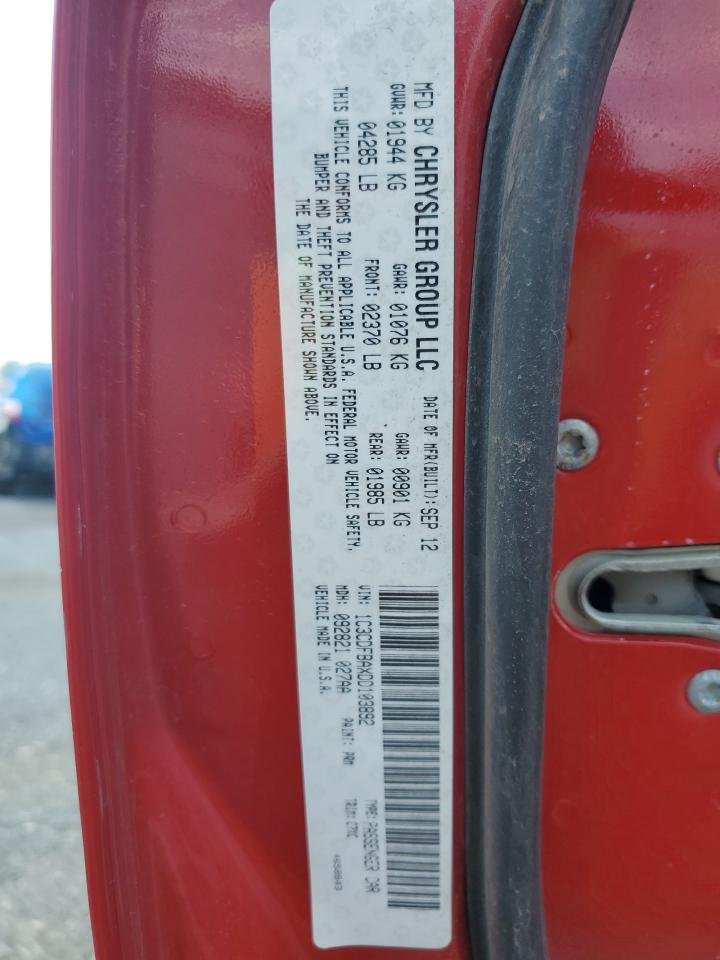 MFD BY CHRYSLER GROUP LLC DATE OF MFR(BUILT): SEP 12
GVWR: 01944 KG GAWR: 01076 KG GAWR: 00901 KG
04285 LB FRONT: 02370 LB REAR: 01985 LB
THIS VEHICLE CONFORMS TO ALL APPLICABLE U.S.A. FEDERAL MOTOR VEHICLE SAFETY,
BUMPER AND THEFT PREVENTION STANDARDS IN EFFECT ON
THE DATE OF MANUFACTURE SHOWN ABOVE.
VIN: 1C3CDFBAXDD103892 TYPE: PASSENGER CAR
MDH: 092821 027AA PAINT: PRM TRIM:
VEHICLE MADE IN U.S.A.